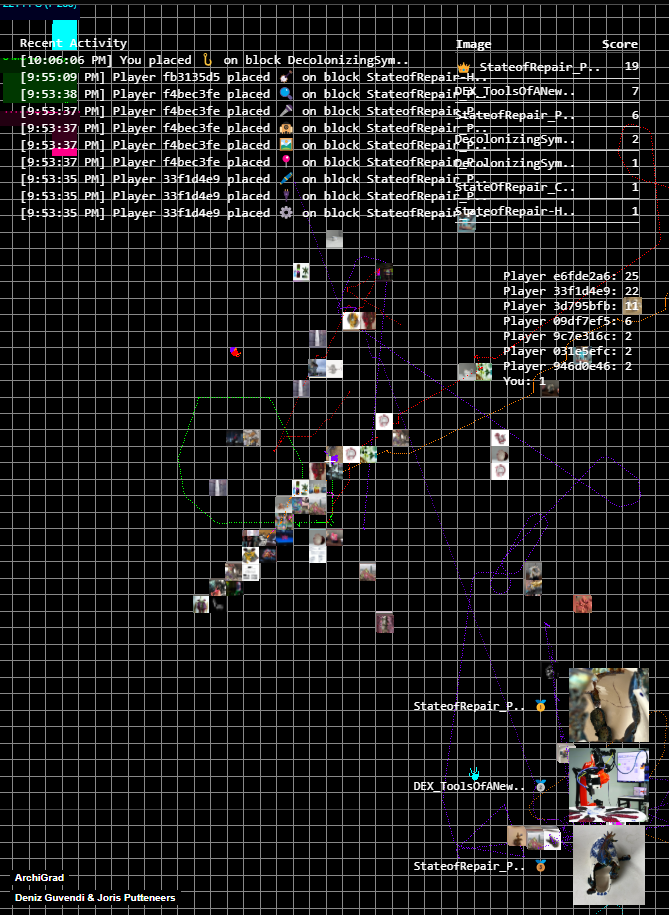 Recent Activity
[10:06:06 PM] You placed 🪝 on block DecolonizingSym..
[9:55:09 PM] Player fb3135d5 placed on block StateofRepair-H..
[9:53:38 PM] Player f4bec3fe placed 🔍 on block StateofRepair_P..
[9:53:37 PM] Player f4bec3fe placed on block StateofRepair_P..
[9:53:37 PM] Player f4bec3fe placed on block StateofRepair_P..
[9:53:37 PM] Player f4bec3fe placed 🖼️ on block StateofRepair_P..
[9:53:37 PM] Player f4bec3fe placed 📍 on block StateofRepair_P..
[9:53:35 PM] Player 33f1d4e9 placed on block StateofRepair_P..
[9:53:35 PM] Player 33f1d4e9 placed on block StateofRepair_P..
[9:53:35 PM] Player 33f1d4e9 placed ⚙️ on block StateofRepair_P..
Image Score
👑 StateofRepair_P.. 19
DEX_ToolsOfANew.. 7
StateofRepair_P.. 6
DecolonizingSym.. 2
DecolonizingSym.. 1
StateOfRepair_C.. 1
StateofRepair-H.. 1
Player e6fde2a6: 25
Player 33f1d4e9: 22
Player 3d795bfb: 11
Player 09df7ef5: 6
Player 9c7e316c: 2
Player 031e5efc: 2
Player 946d0e46: 2
You: 1
StateofRepair_P.. 🥇
DEX_ToolsOfANew.. 🥈
StateofRepair_P.. 🥉
ArchiGrad
Deniz Guvendi & Joris Putteneers